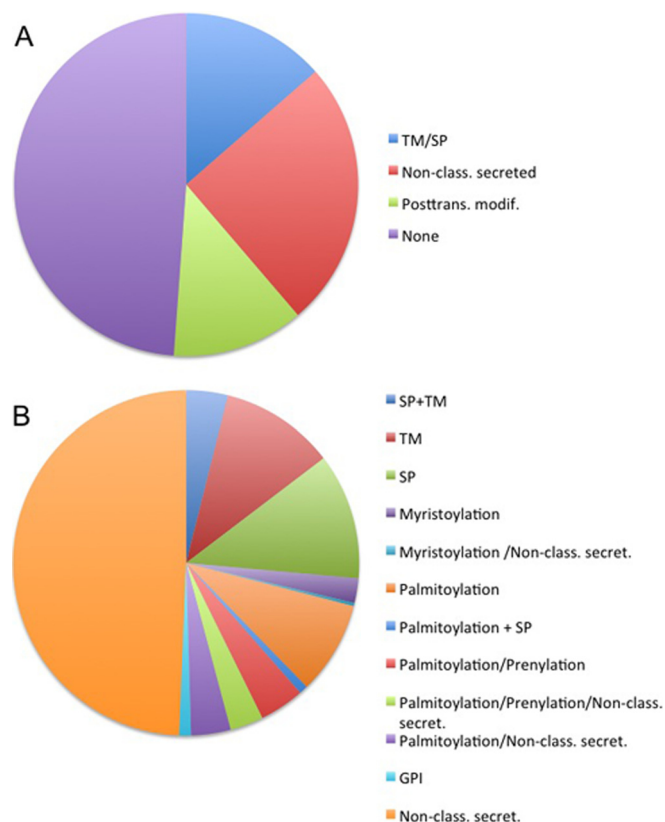 A
TM/SP
Non-class. secreted
Posttrans. modif.
None
B
SP+TM
TM
SP
Myristoylation
Myristoylation /Non-class. secret.
Palmitoylation
Palmitoylation + SP
Palmitoylation/Prenylation
Palmitoylation/Prenylation/Non-class.
secret.
Palmitoylation/Non-class. secret.
GPI
Non-class. secret.